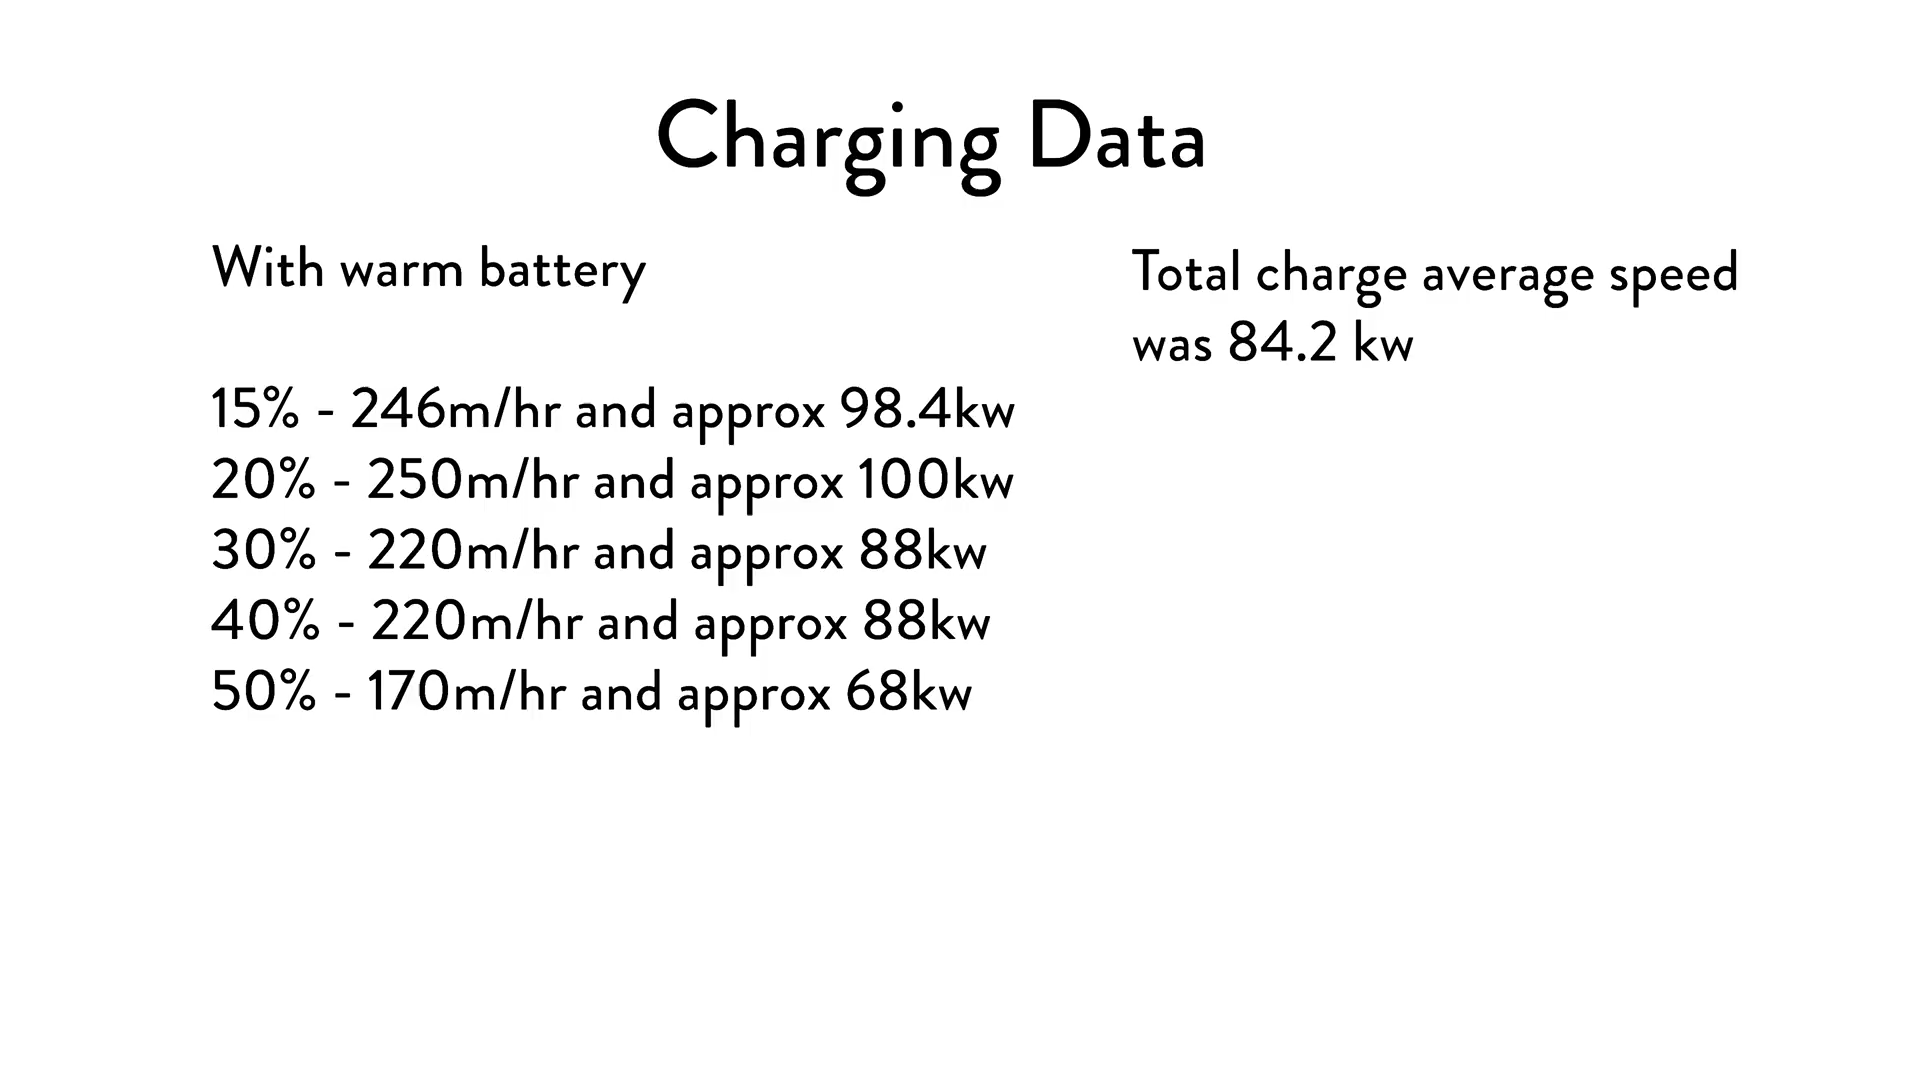 Charging Data
With warm battery
15% - 246m/hr and approx 98.4kw
20% - 250m/hr and approx 100kw
30% - 220m/hr and approx 88kw
40% - 220m/hr and approx 88kw
50% - 170m/hr and approx 68kw
Total charge average speed
was 84.2 kw